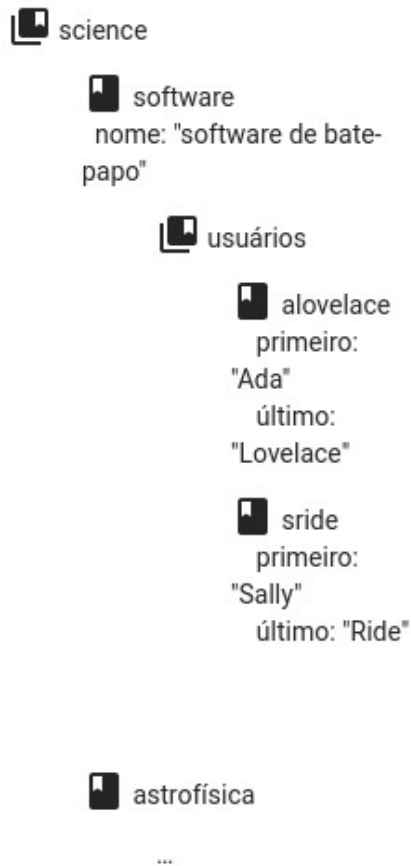 science
software
nome: "software de bate-
papo"
usuários
alovelace
primeiro:
"Ada"
último:
"Lovelace"
sride
primeiro:
"Sally"
último: "Ride"
astrofísica
...